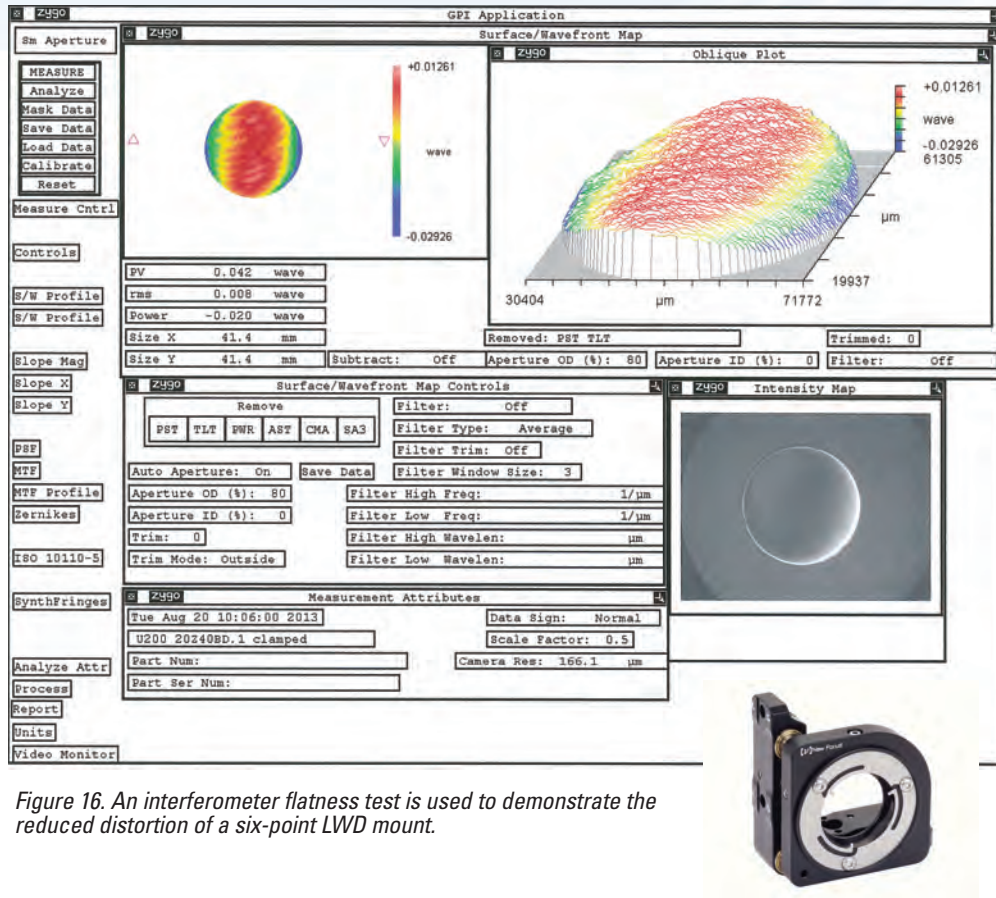 zygo GPI Application
Sm Aperture
MEASURE
Analyze
Mask Data
Save Data
Load Data
Calibrate
Reset
Measure Cntrl
Controls
S/W Profile
S/W Profile
Slope Mag
Slope X
Slope Y
PSF
MTF
MTF Profile
Zernikes
ISO 10110-5
SynthFringes
Analyze Attr
Process
Report
Units
Video Monitor
zygo Surface/Wavefront Map
+0.01261
wave
-0.02926
zygo Oblique Plot
+0.01261
wave
-0.02926
61305
µm
19937
30404 µm 71772
PV 0.042 wave
rms 0.008 wave
Power -0.020 wave
Size X 41.4 mm
Size Y 41.4 mm
Subtract: Off
Removed: PST TLT
Trimmed: 0
Aperture OD (%): 80
Aperture ID (%): 0
Filter: Off
zygo Surface/Wavefront Map Controls
Remove
PST TLT PWR AST CMA SA3
Filter: Off
Filter Type: Average
Filter Trim: Off
Auto Aperture: On
Save Data
Filter Window Size: 3
Aperture OD (%): 80
Filter High Freq: 1/µm
Aperture ID (%): 0
Filter Low Freq: 1/µm
Trim: 0
Filter High Wavelen: µm
Trim Mode: Outside
Filter Low Wavelen: µm
zygo Intensity Map
zygo Measurement Attributes
Tue Aug 20 10:06:00 2013
Data Sign: Normal
U200 20Z40BD.1 clamped
Scale Factor: 0.5
Part Num:
Camera Res: 166.1 µm
Part Ser Num:
New Focus
Figure 16. An interferometer flatness test is used to demonstrate the
reduced distortion of a six-point LWD mount.